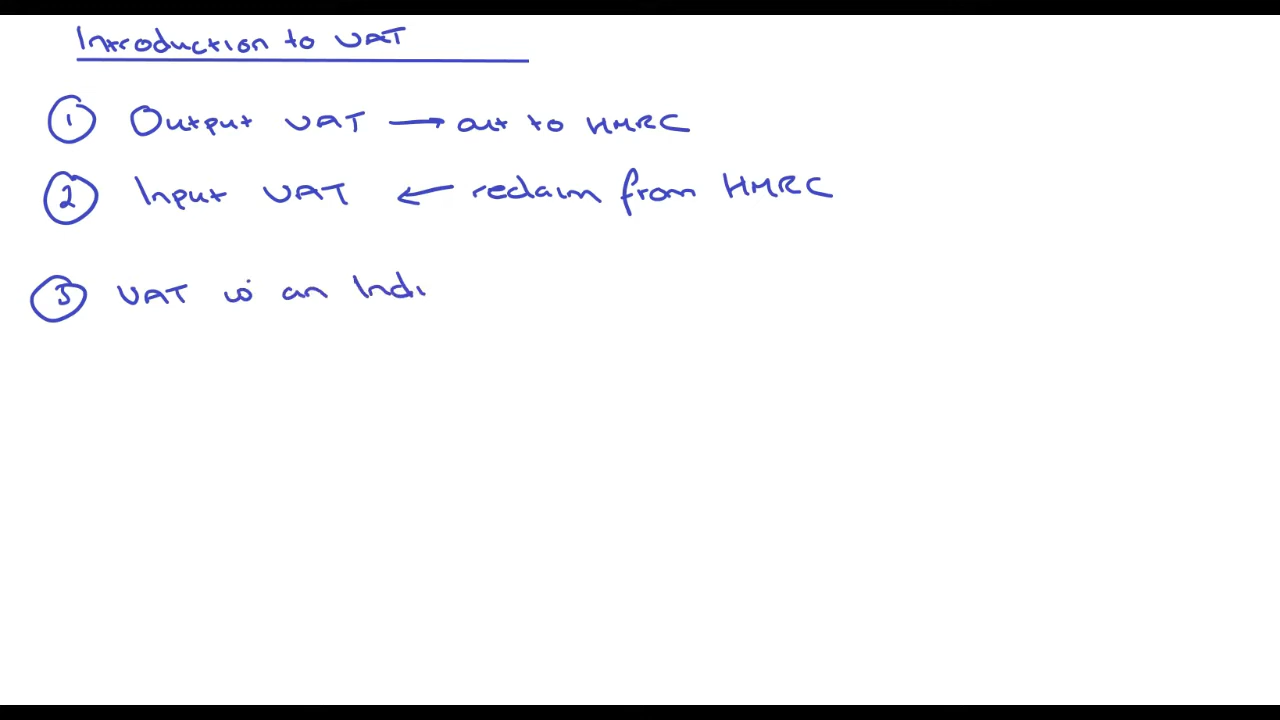 Introduction to VAT
1 Output VAT → out to HMRC
2 Input VAT ← reclaim from HMRC
3 VAT is an Indi